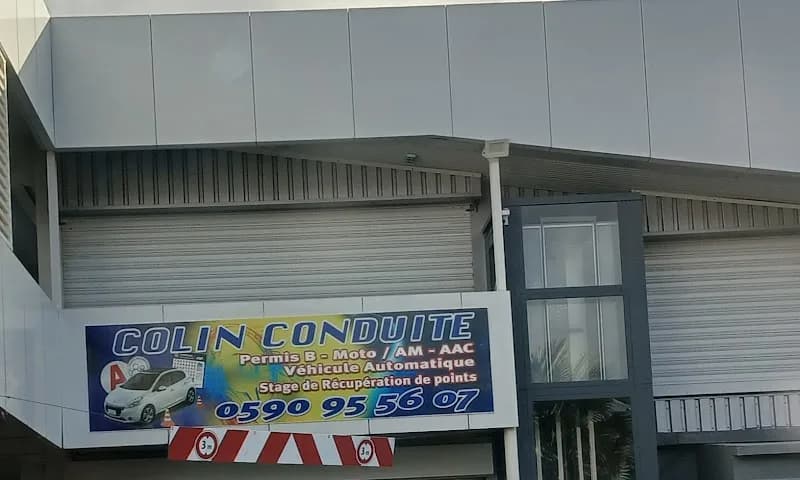 COLIN CONDUITE
Permis B - Moto / AM - AAC
Véhicule Automatique
Stage de Récupération de points
0590 95 56 07
A